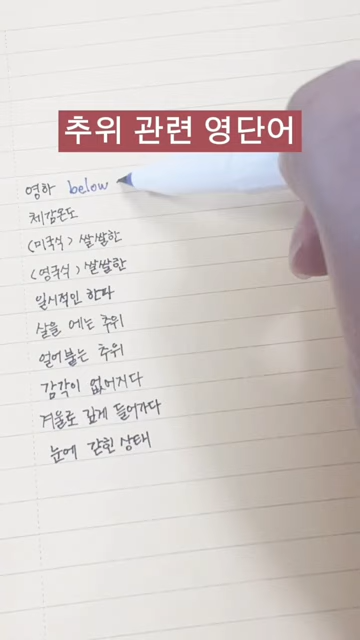 추위 관련 영단어
영하 below
체감온도
(미국식) 쌀쌀한
(영국식) 쌀쌀한
일시적인 한파
살을 에는 추위
얼어붙는 추위
감각이 없어지다
겨울로 깊게 들어가다
눈에 갇힌 상태